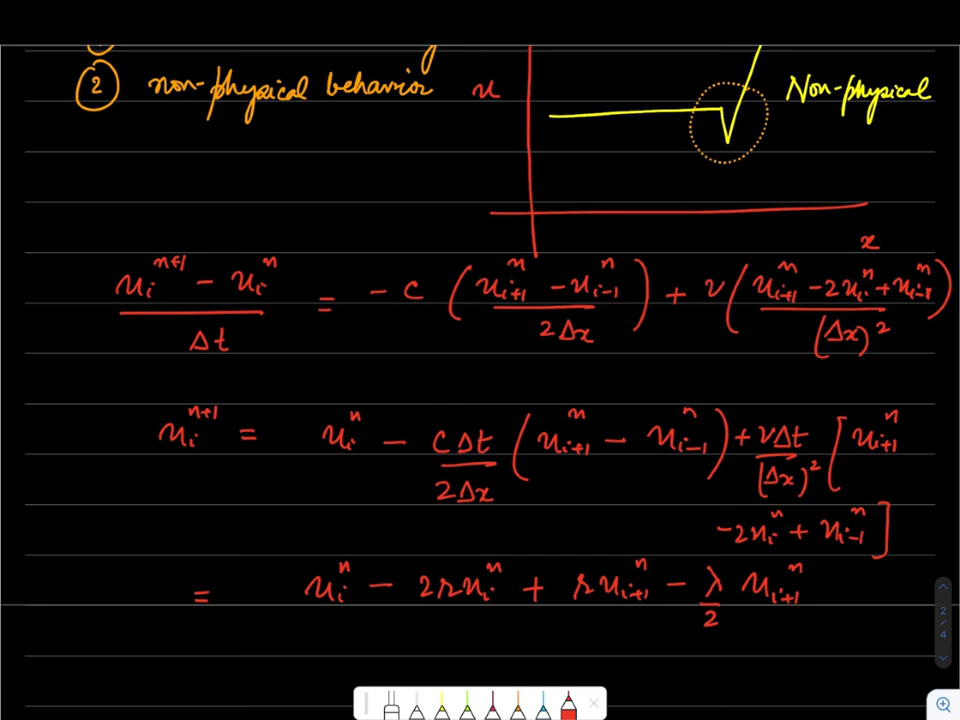 ② non-physical behavior
u
Non-physical
x
(u_i^{n+1} - u_i^n) / Δt = - c ( (u_{i+1}^n - u_{i-1}^n) / 2Δx ) + ν ( (u_{i+1}^n - 2u_i^n + u_{i-1}^n) / (Δx)^2 )
u_i^{n+1} = u_i^n - (cΔt / 2Δx) ( u_{i+1}^n - u_{i-1}^n ) + (νΔt / (Δx)^2) [ u_{i+1}^n
-2u_i^n + u_{i-1}^n ]
= u_i^n - 2r u_i^n + r u_{i+1}^n - (λ/2) u_{i+1}^n
2 / 4